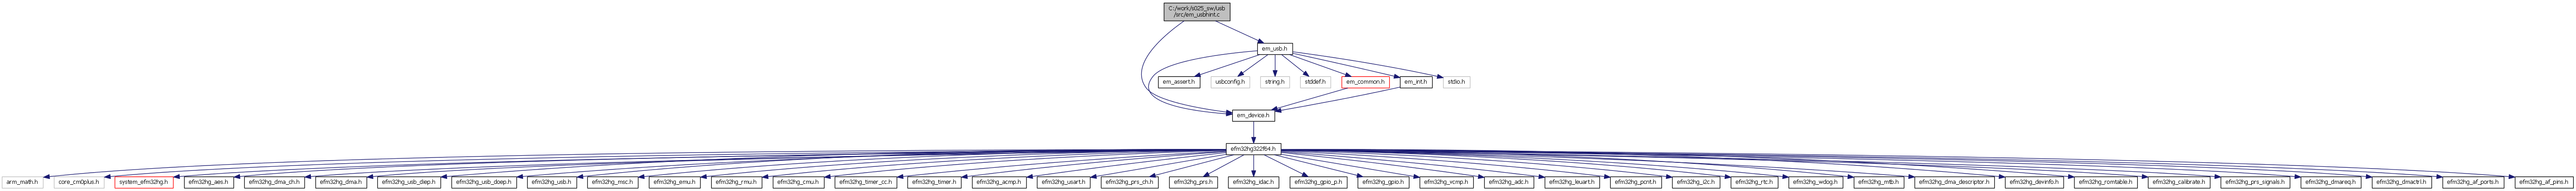 C:/work/s025_sw/usb
/src/em_usbhint.c
em_usb.h
em_assert.h
usbconfig.h
string.h
stddef.h
em_common.h
em_int.h
stdio.h
em_device.h
efm32hg322f64.h
arm_math.h
core_cm0plus.h
system_efm32hg.h
efm32hg_aes.h
efm32hg_dma_ch.h
efm32hg_dma.h
efm32hg_usb_diep.h
efm32hg_usb_doep.h
efm32hg_usb.h
efm32hg_msc.h
efm32hg_emu.h
efm32hg_rmu.h
efm32hg_cmu.h
efm32hg_timer_cc.h
efm32hg_timer.h
efm32hg_acmp.h
efm32hg_usart.h
efm32hg_prs_ch.h
efm32hg_prs.h
efm32hg_idac.h
efm32hg_gpio_p.h
efm32hg_gpio.h
efm32hg_vcmp.h
efm32hg_adc.h
efm32hg_leuart.h
efm32hg_pcnt.h
efm32hg_i2c.h
efm32hg_rtc.h
efm32hg_wdog.h
efm32hg_mtb.h
efm32hg_dma_descriptor.h
efm32hg_devinfo.h
efm32hg_romtable.h
efm32hg_calibrate.h
efm32hg_prs_signals.h
efm32hg_dmareq.h
efm32hg_dmactrl.h
efm32hg_af_ports.h
efm32hg_af_pins.h